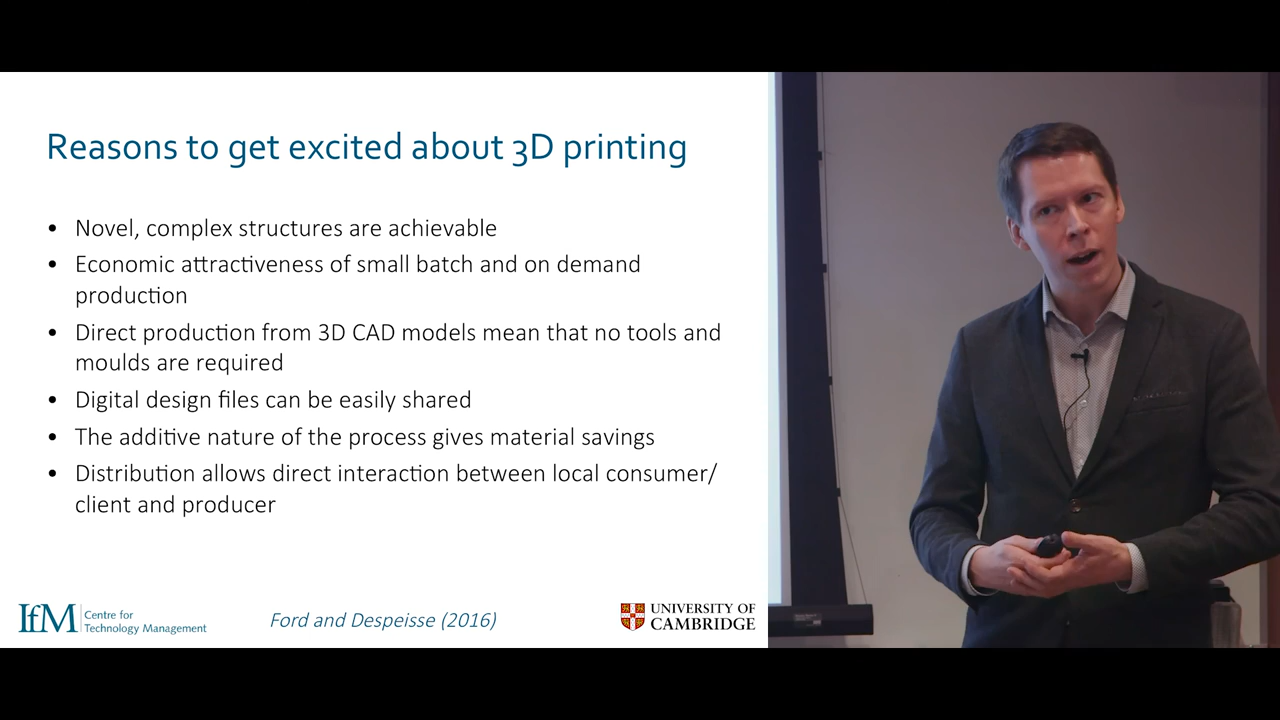 Reasons to get excited about 3D printing
• Novel, complex structures are achievable
• Economic attractiveness of small batch and on demand
production
• Direct production from 3D CAD models mean that no tools and
moulds are required
• Digital design files can be easily shared
• The additive nature of the process gives material savings
• Distribution allows direct interaction between local consumer/
client and producer
IfM
Centre for
Technology Management
Ford and Despeisse (2016)
UNIVERSITY OF
CAMBRIDGE